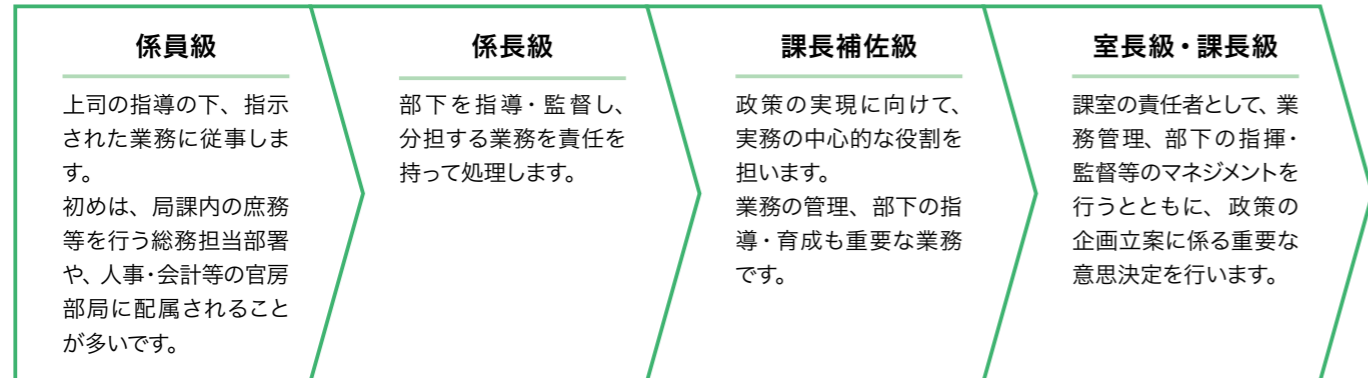 係員級
上司の指導の下、指示
された業務に従事しま
す。
初めは、局課内の庶務
等を行う総務担当部署
や、人事・会計等の官房
部局に配属されること
が多いです。
係長級
部下を指導・監督し、
分担する業務を責任を
持って処理します。
課長補佐級
政策の実現に向けて、
実務の中心的な役割を
担います。
業務の管理、部下の指
導・育成も重要な業務
です。
室長級・課長級
課室の責任者として、業
務管理、部下の指揮・
監督等のマネジメントを
行うとともに、政策の
企画立案に係る重要な
意思決定を行います。